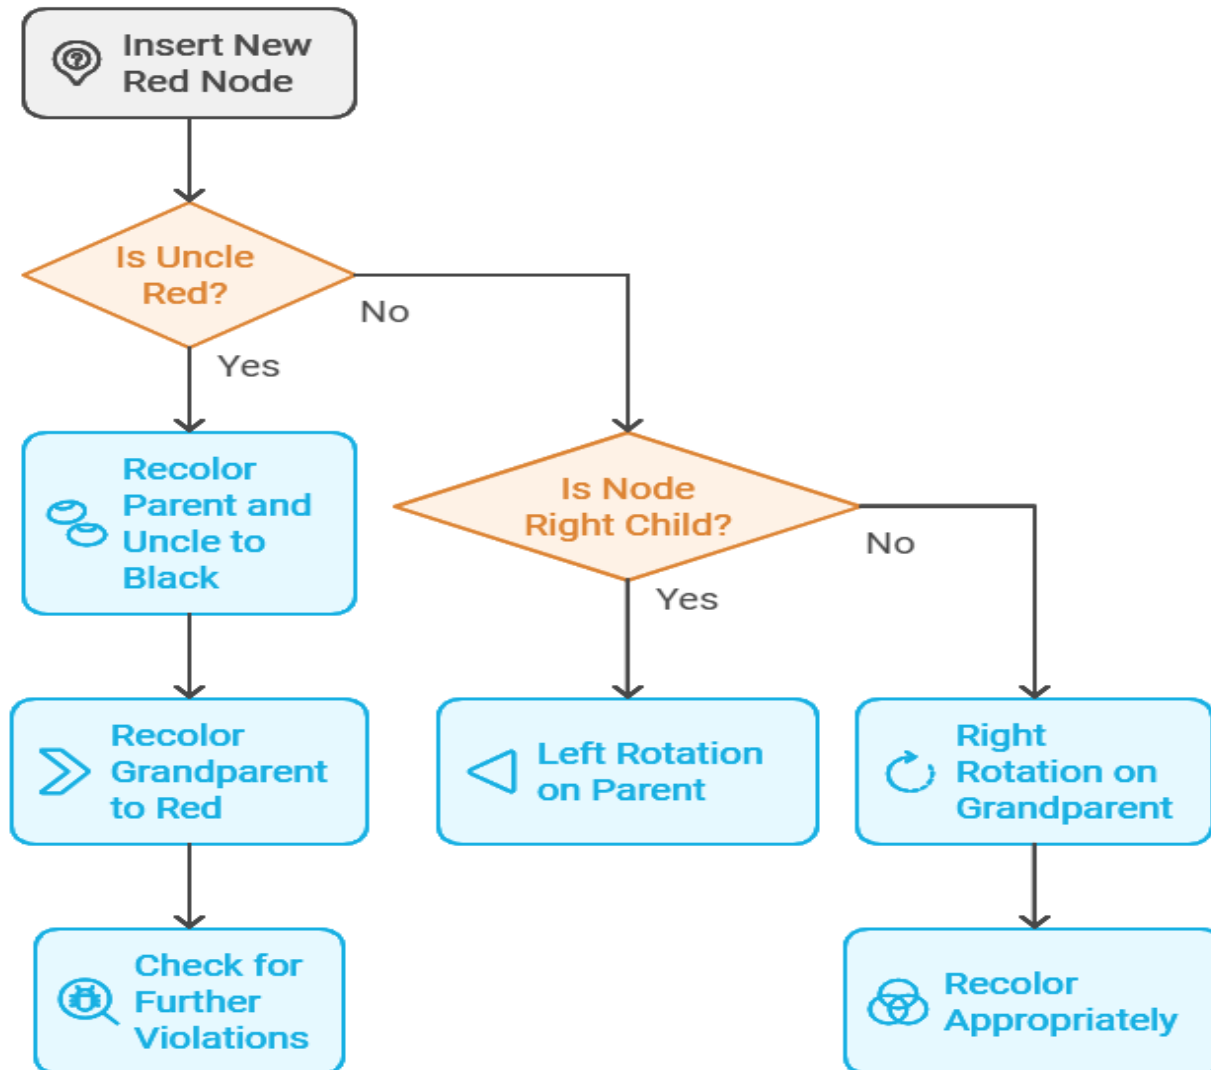 Insert New
Red Node
Is Uncle
Red?
No
Yes
Recolor
Parent and
Uncle to
Black
Is Node
Right Child?
No
Yes
Recolor
Grandparent
to Red
Left Rotation
on Parent
Right
Rotation on
Grandparent
Check for
Further
Violations
Recolor
Appropriately